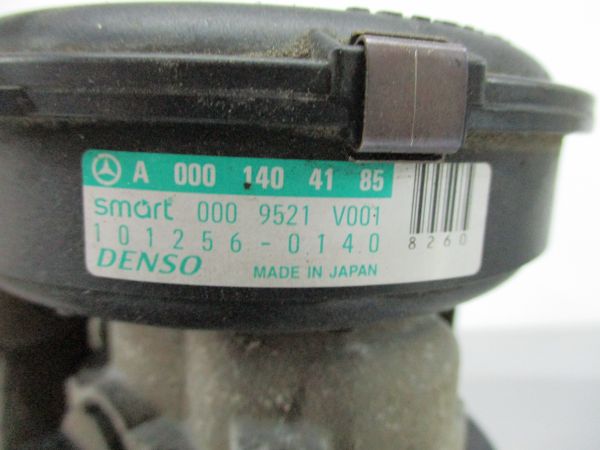 A 000 140 41 85
smart 000 9521 V001
101256-0140
DENSO MADE IN JAPAN
8260